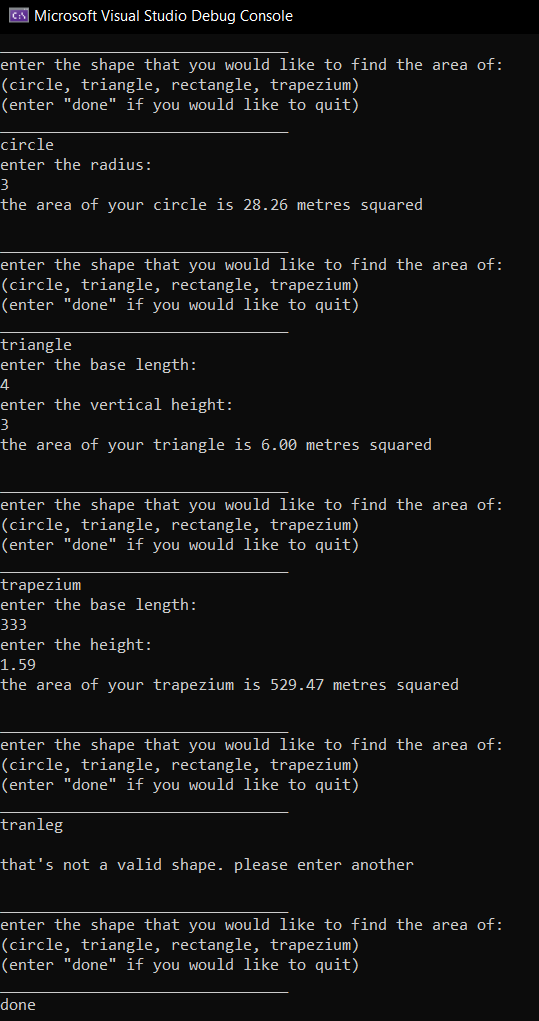 Microsoft Visual Studio Debug Console
________________________________
enter the shape that you would like to find the area of:
(circle, triangle, rectangle, trapezium)
(enter "done" if you would like to quit)
________________________________
circle
enter the radius:
3
the area of your circle is 28.26 metres squared
________________________________
enter the shape that you would like to find the area of:
(circle, triangle, rectangle, trapezium)
(enter "done" if you would like to quit)
________________________________
triangle
enter the base length:
4
enter the vertical height:
3
the area of your triangle is 6.00 metres squared
________________________________
enter the shape that you would like to find the area of:
(circle, triangle, rectangle, trapezium)
(enter "done" if you would like to quit)
________________________________
trapezium
enter the base length:
333
enter the height:
1.59
the area of your trapezium is 529.47 metres squared
________________________________
enter the shape that you would like to find the area of:
(circle, triangle, rectangle, trapezium)
(enter "done" if you would like to quit)
________________________________
tranleg
that's not a valid shape. please enter another
________________________________
enter the shape that you would like to find the area of:
(circle, triangle, rectangle, trapezium)
(enter "done" if you would like to quit)
________________________________
done